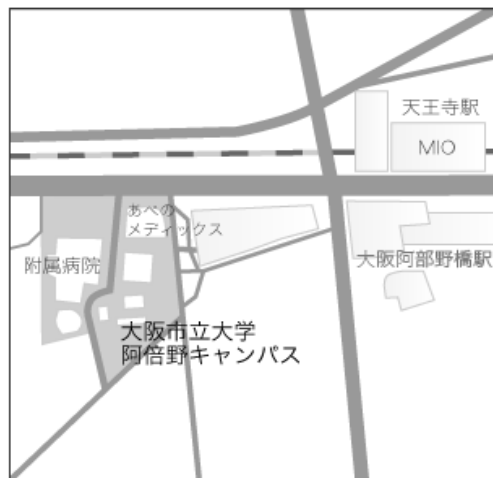 天王寺駅
MIO
あべの
メディックス
附属病院
大阪阿部野橋駅
大阪市立大学
阿倍野キャンパス